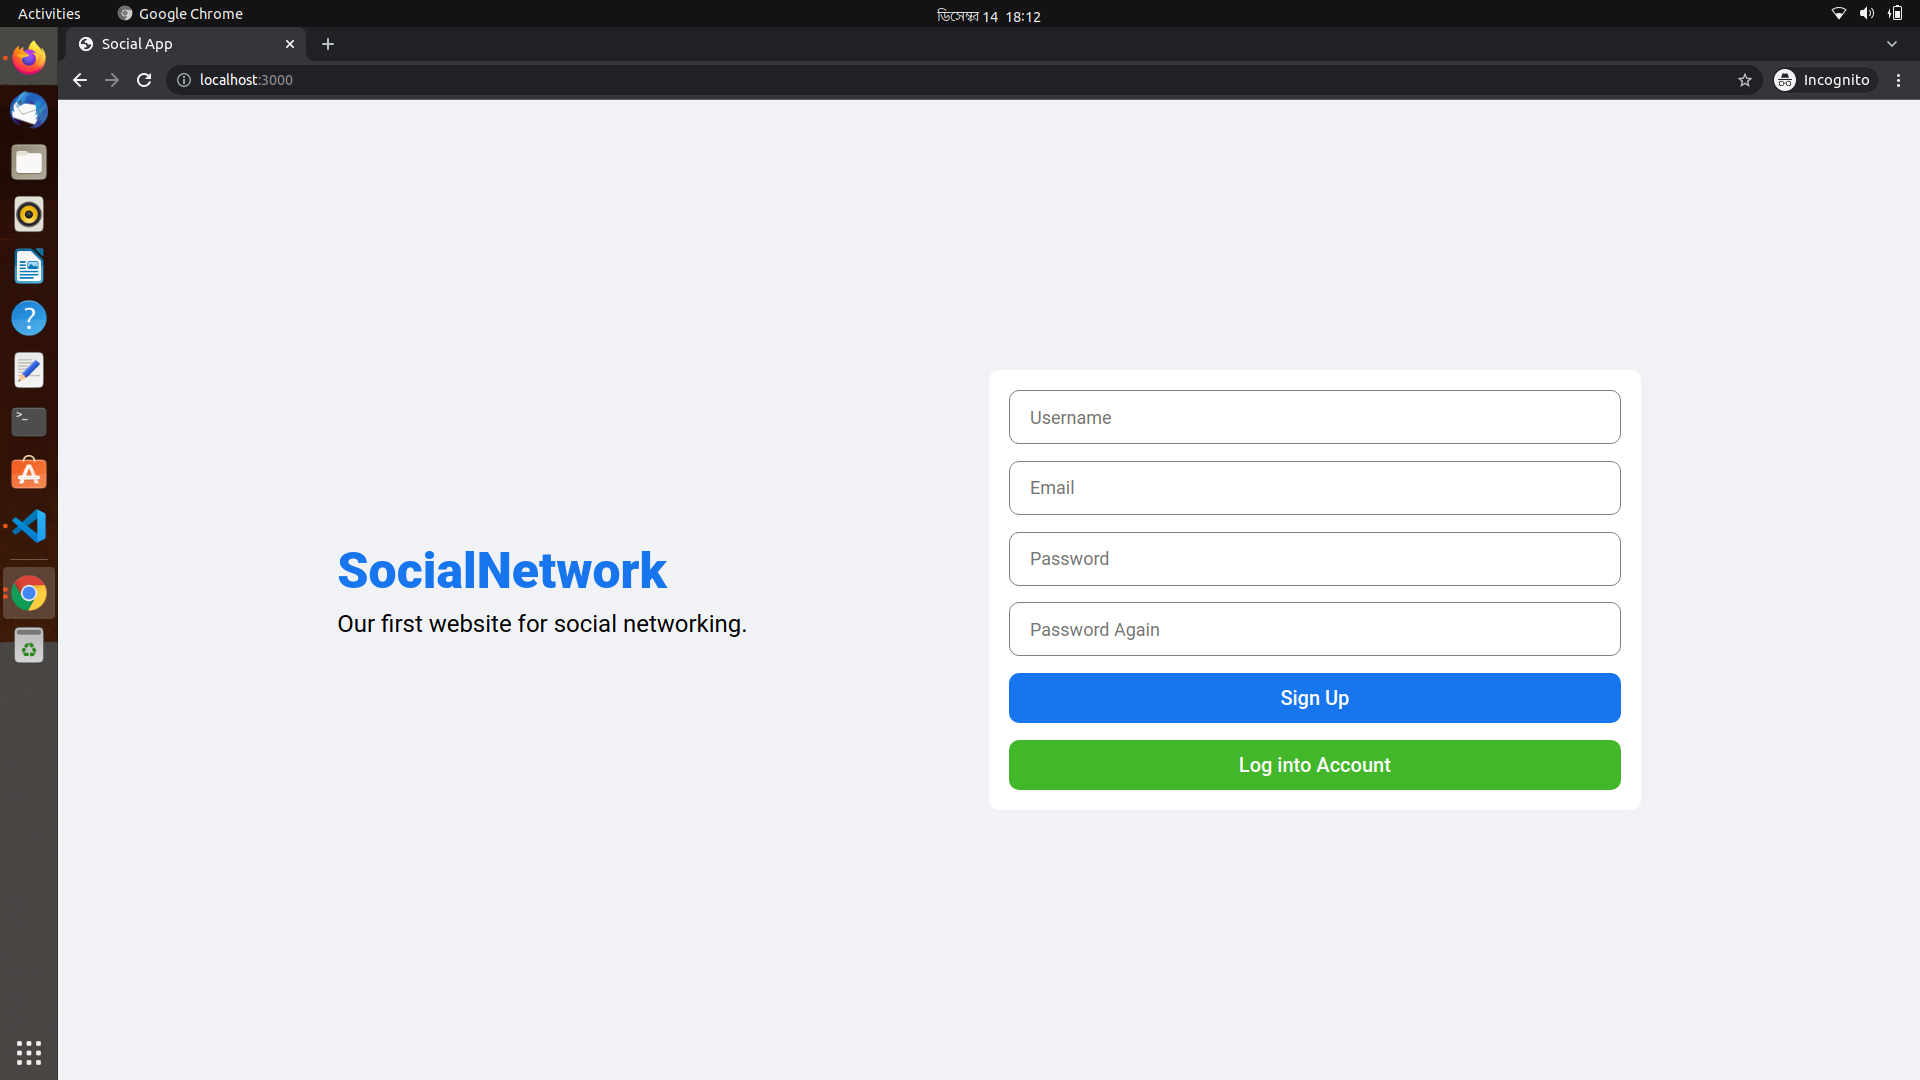 Activities
Google Chrome
ডিসেম্বর 14 18:12
Social App
localhost:3000
Incognito
SocialNetwork
Our first website for social networking.
Username
Email
Password
Password Again
Sign Up
Log into Account